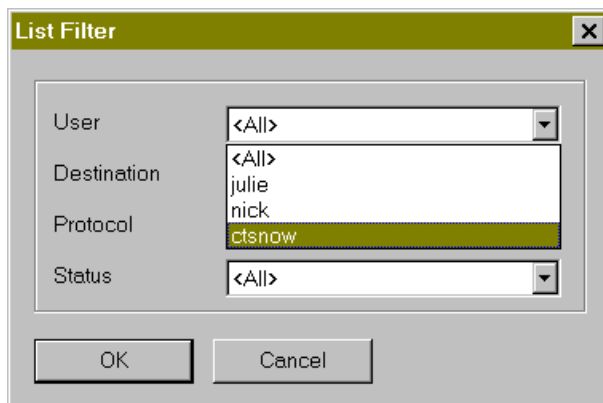 List Filter
User
<All>
<All>
Destination
julie
nick
Protocol
ctsnow
Status
<All>
OK
Cancel